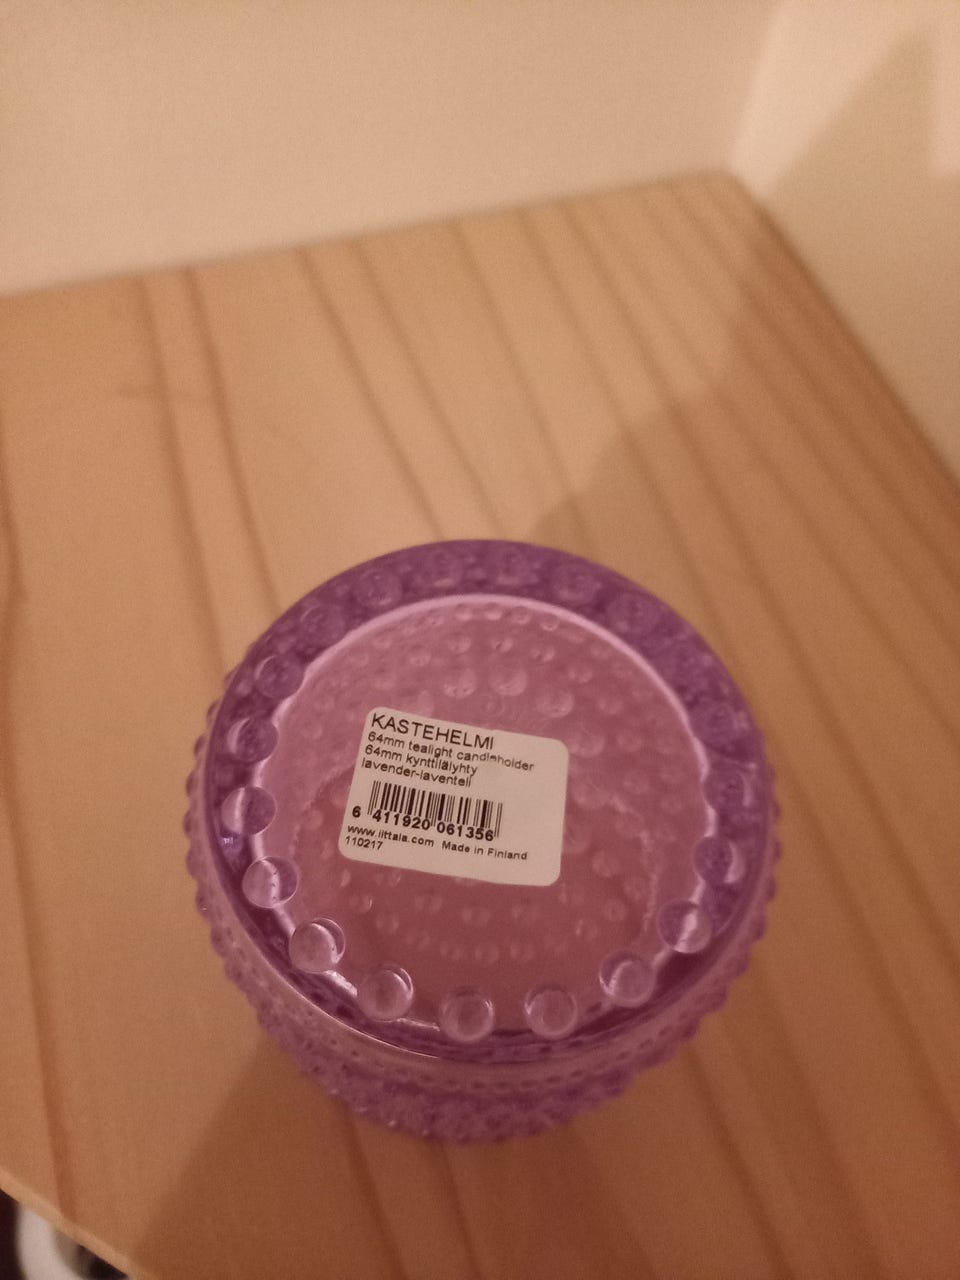 KASTEHELMI
64mm tealight candleholder
64mm kynttilälyhty
lavender-laventeli
6 411920 061356
www.iittala.com Made in Finland
110217